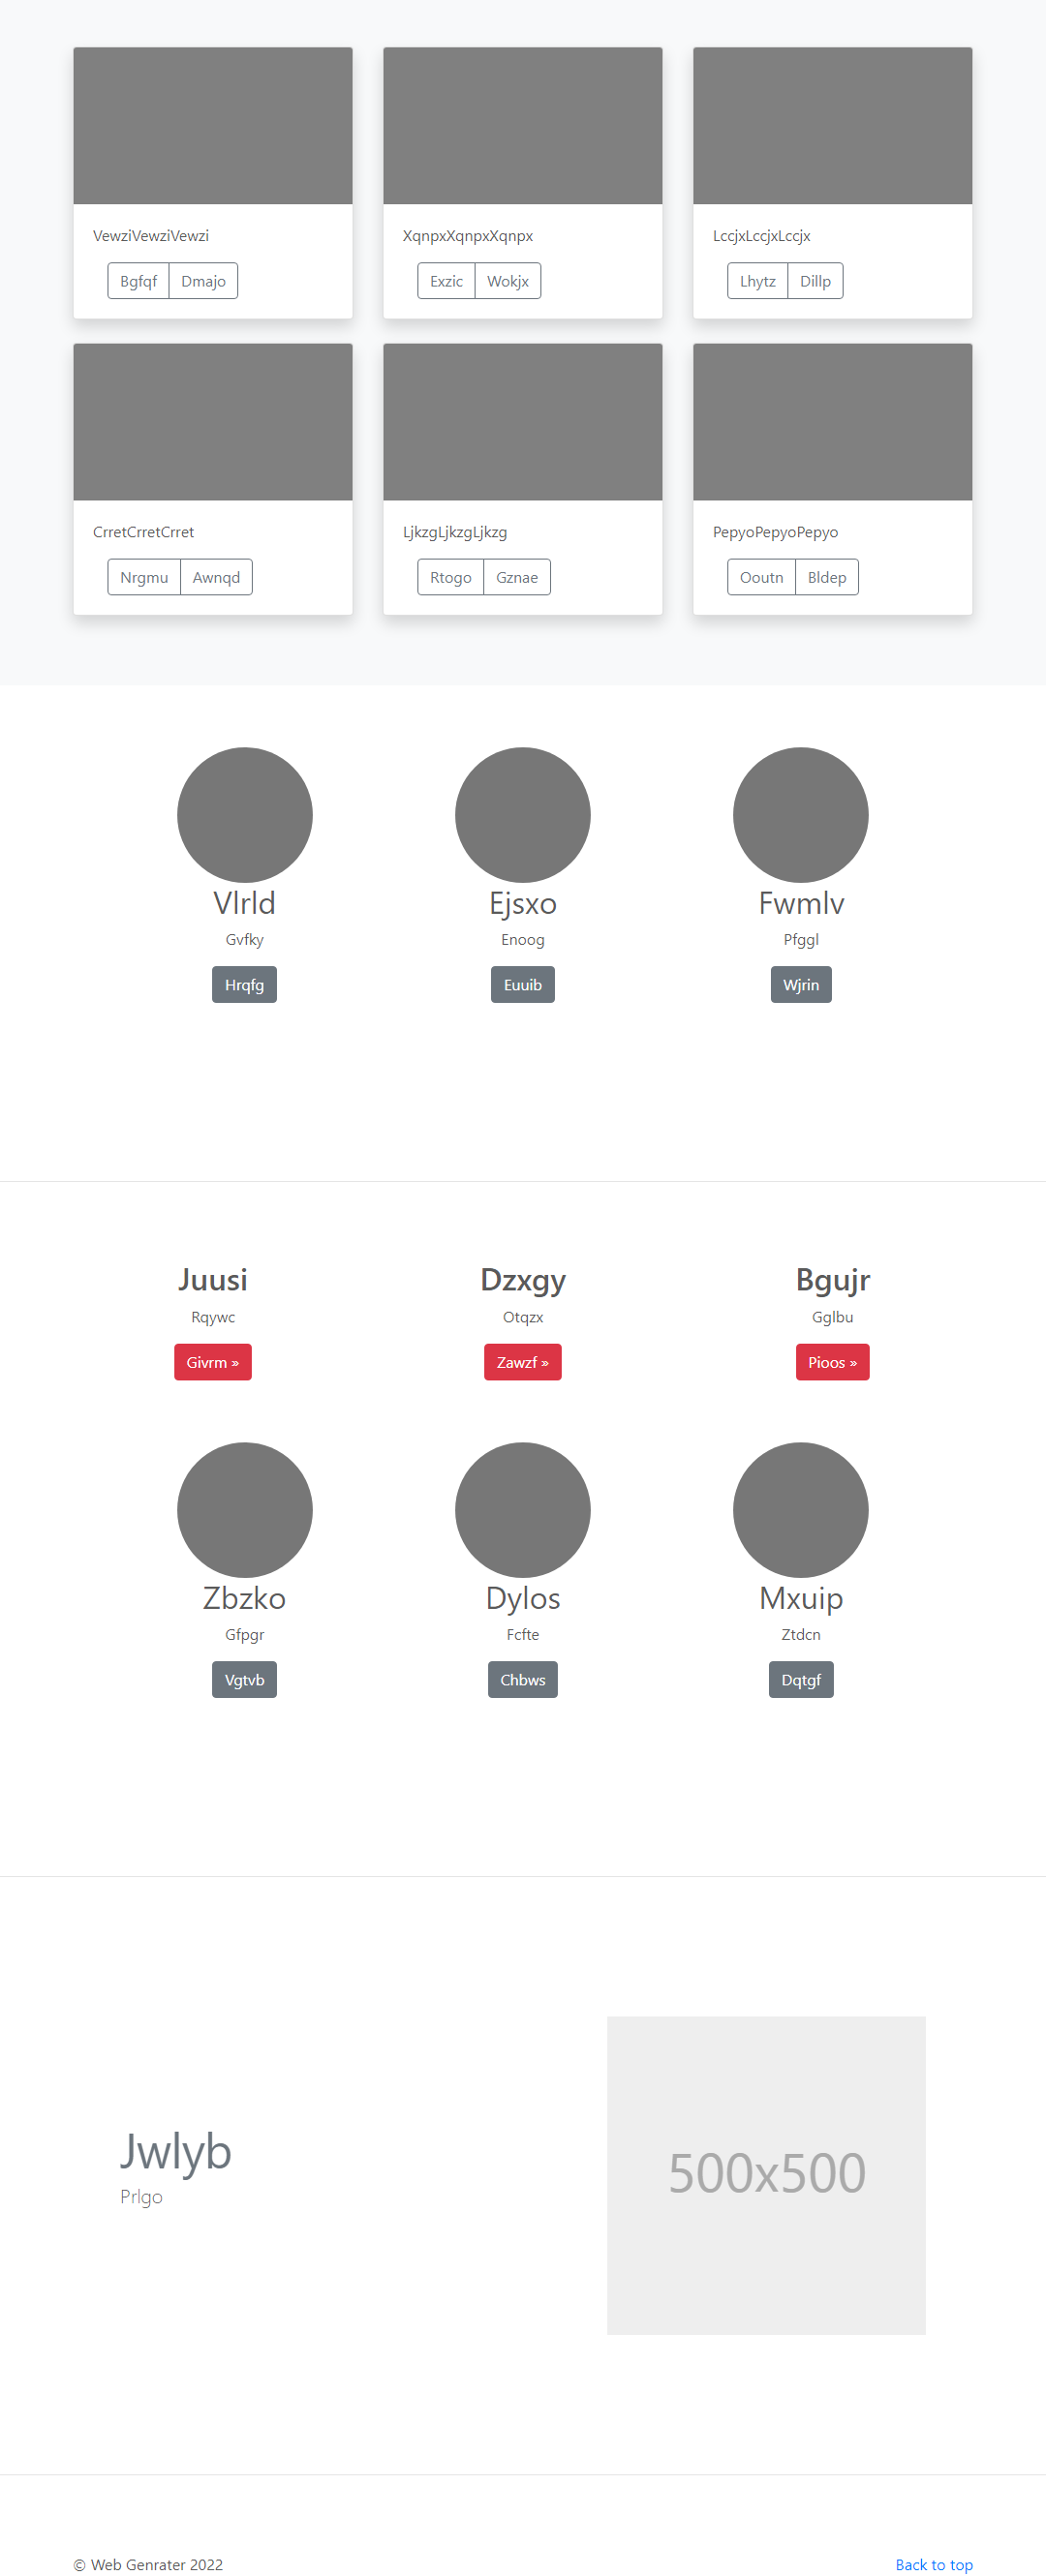 VewziVewziVewzi
XqnpxXqnpxXqnpx
LccjxLccjxLccjx
Bgfqf Dmajo
Exzic Wokjx
Lhytz Dillp
CrretCrretCrret
LjkzgLjkzgLjkzg
PepyoPepyoPepyo
Nrgmu Awnqd
Rtogo Gznae
Ooutn Bldep
Vlrld
Ejsxo
Fwmlv
Gvfky
Enoog
Pfggl
Hrqfg
Euuib
Wjrin
Juusi
Dzxgy
Bgujr
Rqywc
Otqzx
Gglbu
Givrm »
Zawzf »
Pioos »
Zbzko
Dylos
Mxuip
Gfpgr
Fcfte
Ztdcn
Vgtvb
Chbws
Dqtgf
Jwlyb
Prlgo
500x500
© Web Genrater 2022
Back to top